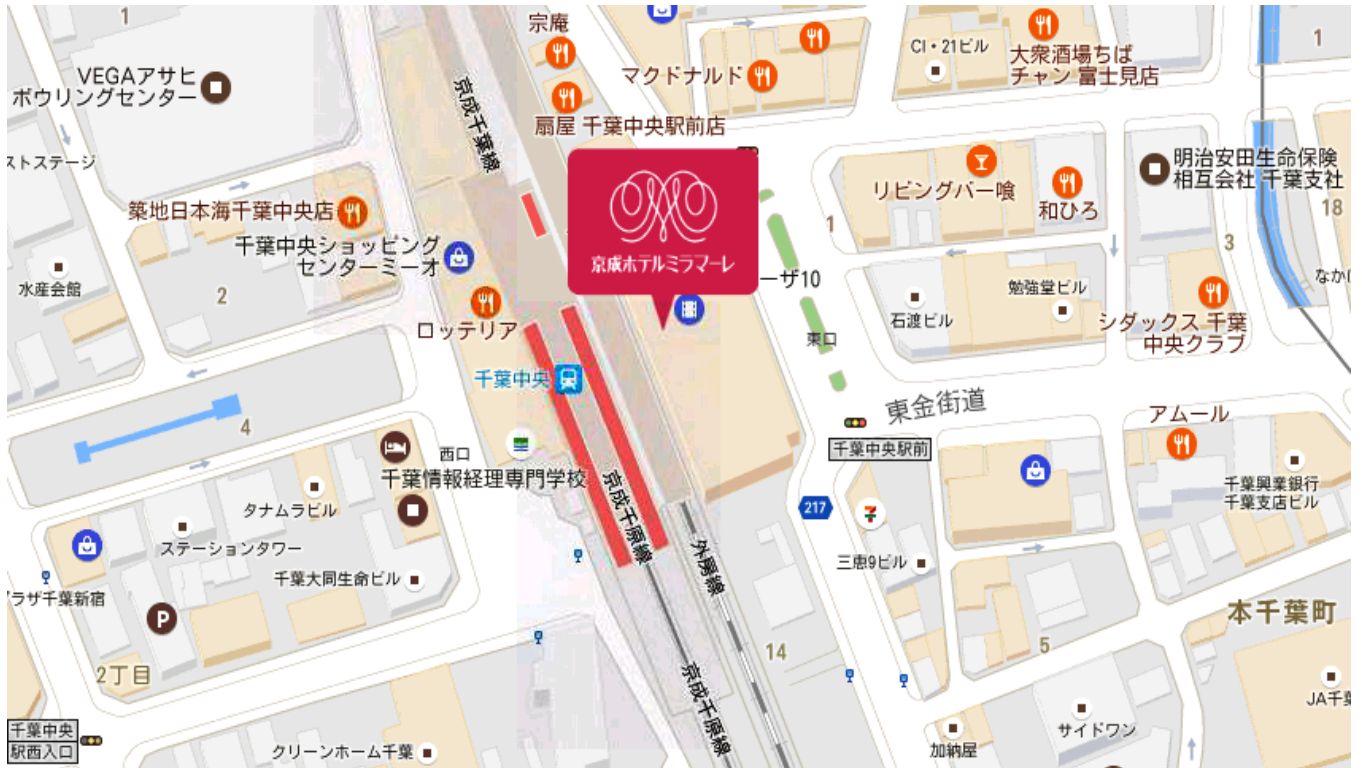 1
宗庵
CI・21ビル
大衆酒場ちば
チャン 富士見店
1
VEGAアサヒ
ボウリングセンター
マクドナルド
京成千葉線
扇屋 千葉中央駅前店
ストステージ
明治安田生命保険
相互会社 千葉支社
リビングバー喰
和ひろ
築地日本海千葉中央店
京成ホテルミラマーレ
1
18
3
千葉中央ショッピング
センターミーオ
水産会館
2
ーザ10
勉強堂ビル
石渡ビル
シダックス 千葉
中央クラブ
ロッテリア
東口
千葉中央
東金街道
アムール
4
千葉中央駅前
西口
千葉情報経理専門学校
京成千原線
217
7
千葉興業銀行
千葉支店ビル
タナムラビル
ステーションタワー
外房線
三恵9ビル
千葉大同生命ビル
プラザ千葉新宿
P
本千葉町
14
5
2丁目
京成千原線
JA千葉
サイドワン
千葉中央
駅西入口
クリーンホーム千葉
加納屋